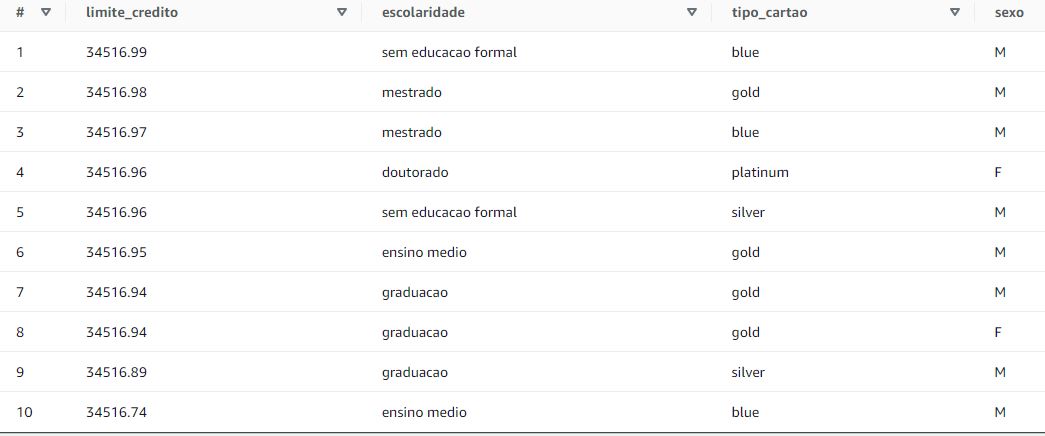 # limite_credito escolaridade tipo_cartao sexo
1 34516.99 sem educacao formal blue M
2 34516.98 mestrado gold M
3 34516.97 mestrado blue M
4 34516.96 doutorado platinum F
5 34516.96 sem educacao formal silver M
6 34516.95 ensino medio gold M
7 34516.94 graduacao gold M
8 34516.94 graduacao gold F
9 34516.89 graduacao silver M
10 34516.74 ensino medio blue M